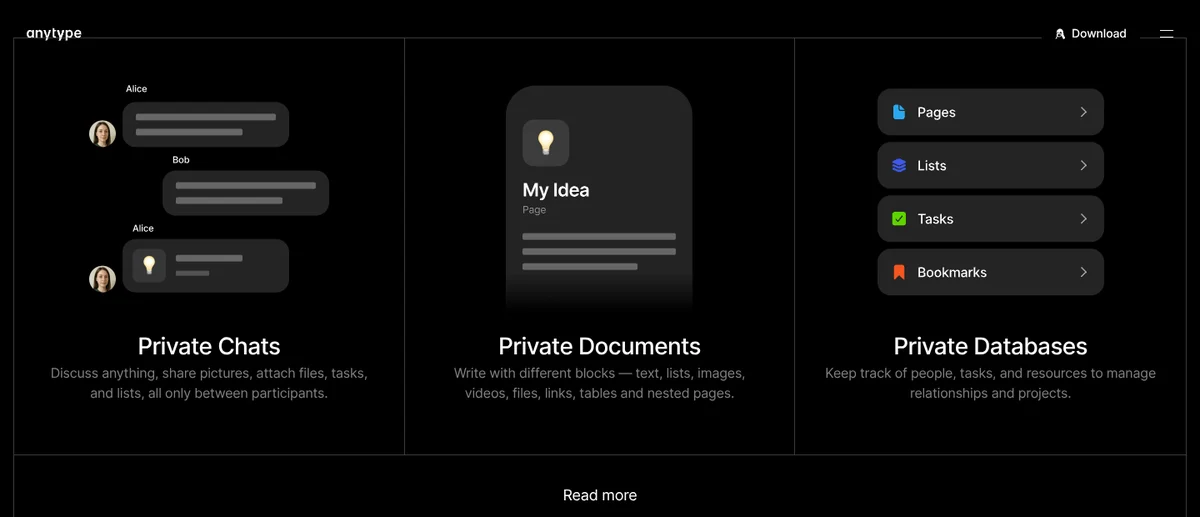 anytype
Download
Alice
Bob
Alice
Private Chats
Discuss anything, share pictures, attach files, tasks,
and lists, all only between participants.
My Idea
Page
Private Documents
Write with different blocks — text, lists, images,
videos, files, links, tables and nested pages.
Pages
Lists
Tasks
Bookmarks
Private Databases
Keep track of people, tasks, and resources to manage
relationships and projects.
Read more